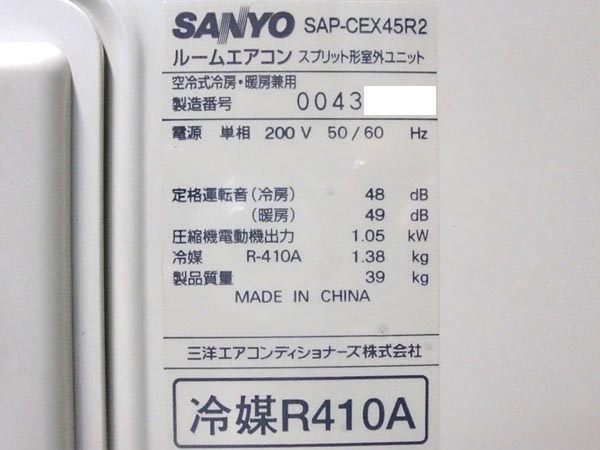 SANYO SAP-CEX45R2
ルームエアコン スプリット形室外ユニット
空冷式冷房・暖房兼用
製造番号 0043
電源 単相 200 V 50/60 Hz
定格運転音(冷房) 48 dB
(暖房) 49 dB
圧縮機電動機出力 1.05 kW
冷媒 R-410A 1.38 kg
製品質量 39 kg
MADE IN CHINA
三洋エアコンディショナーズ株式会社
冷媒R410A